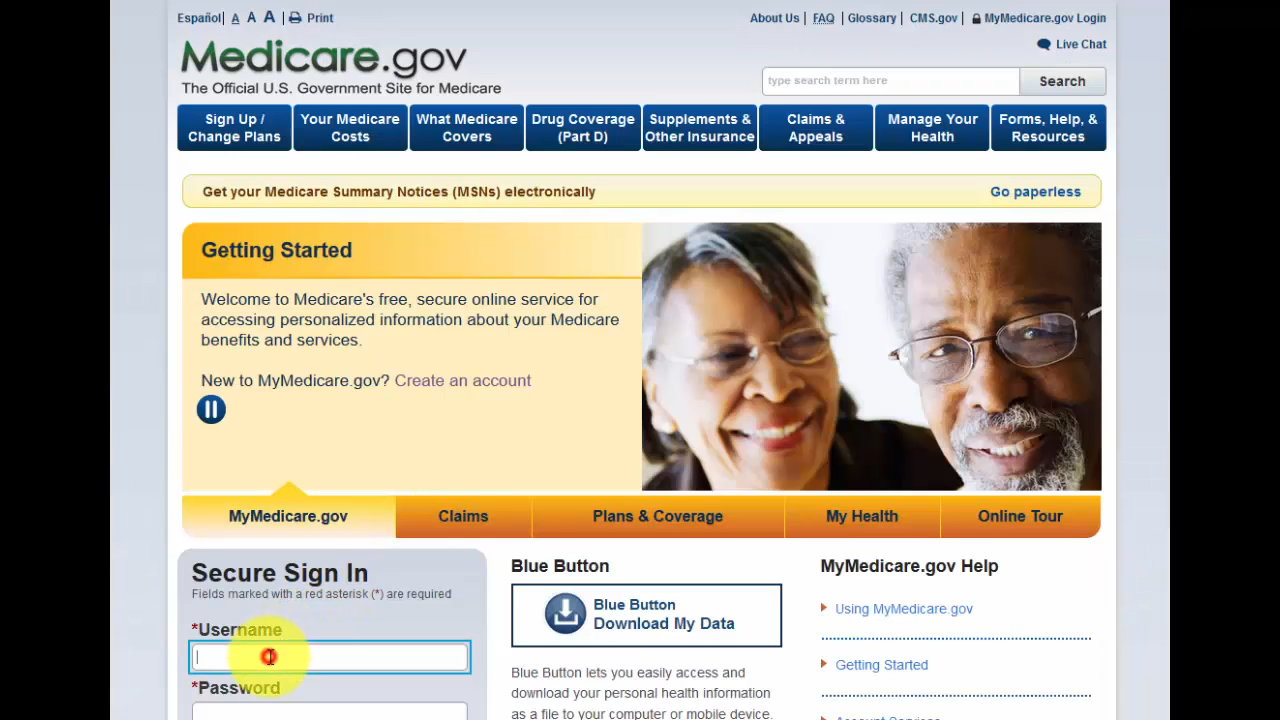 Español| A A A | Print
About Us | FAQ | Glossary | CMS.gov | MyMedicare.gov Login
Live Chat
Medicare.gov
The Official U.S. Government Site for Medicare
type search term here
Search
Sign Up / Change Plans
Your Medicare Costs
What Medicare Covers
Drug Coverage (Part D)
Supplements & Other Insurance
Claims & Appeals
Manage Your Health
Forms, Help, & Resources
Get your Medicare Summary Notices (MSNs) electronically
Go paperless
Getting Started
Welcome to Medicare's free, secure online service for
accessing personalized information about your Medicare
benefits and services.
New to MyMedicare.gov? Create an account
MyMedicare.gov
Claims
Plans & Coverage
My Health
Online Tour
Secure Sign In
Fields marked with a red asterisk (*) are required
*Username
*Password
Blue Button
Blue Button
Download My Data
Blue Button lets you easily access and
download your personal health information
as a file to your computer or mobile device.
MyMedicare.gov Help
Using MyMedicare.gov
Getting Started
Account Services